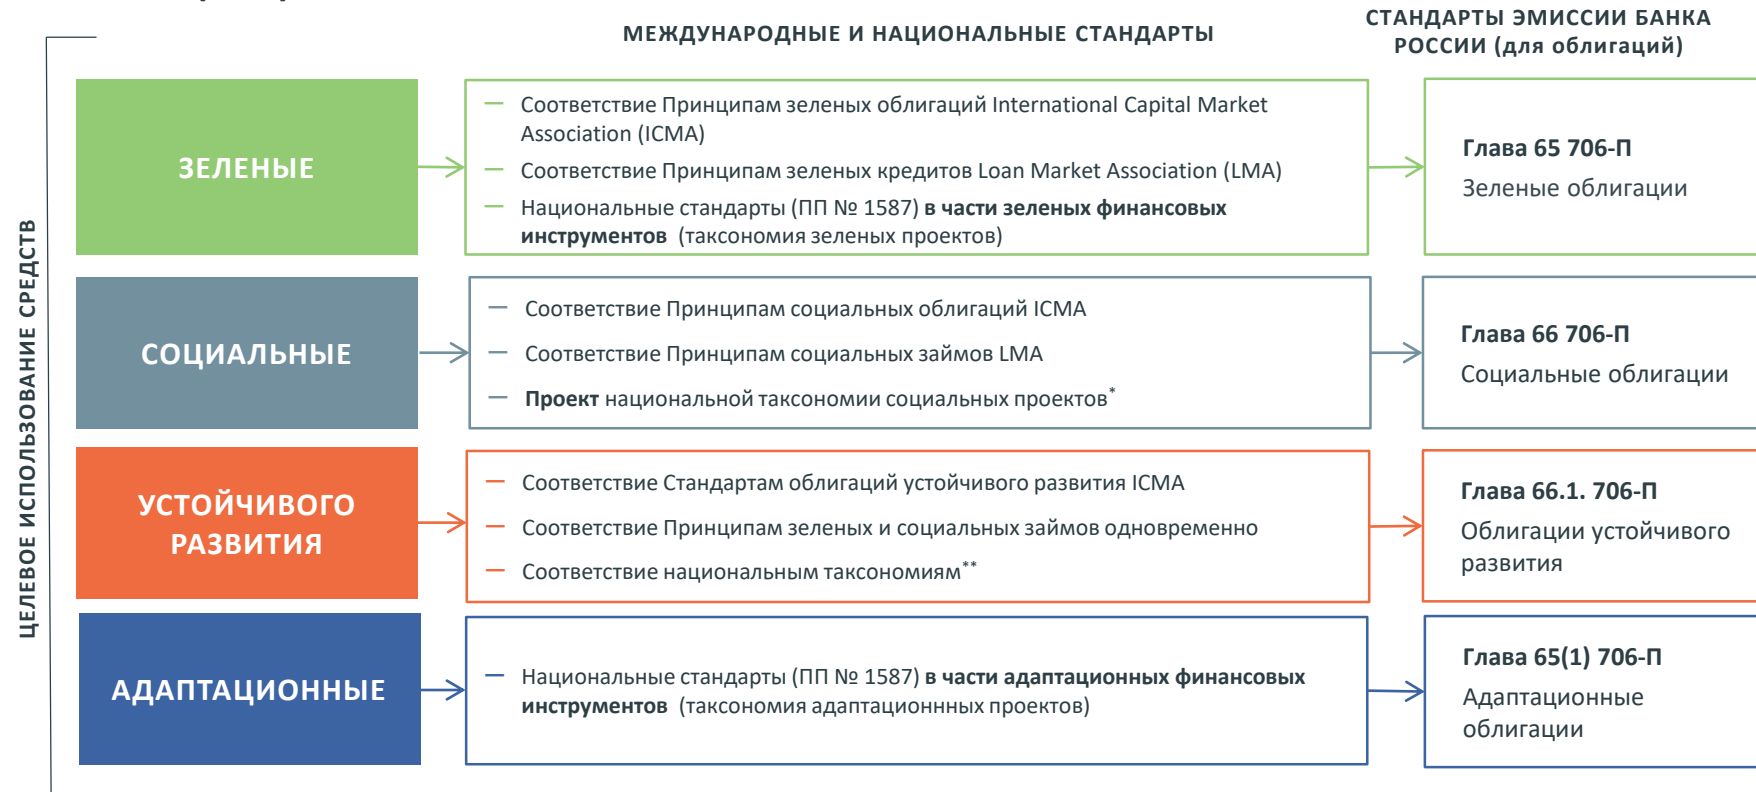 МЕЖДУНАРОДНЫЕ И НАЦИОНАЛЬНЫЕ СТАНДАРТЫ
СТАНДАРТЫ ЭМИССИИ БАНКА
РОССИИ (для облигаций)
ЦЕЛЕВОЕ ИСПОЛЬЗОВАНИЕ СРЕДСТВ
ЗЕЛЕНЫЕ
— Соответствие Принципам зеленых облигаций International Capital Market
Association (ICMA)
— Соответствие Принципам зеленых кредитов Loan Market Association (LMA)
— Национальные стандарты (ПП № 1587) в части зеленых финансовых
инструментов (таксономия зеленых проектов)
Глава 65 706-П
Зеленые облигации
СОЦИАЛЬНЫЕ
— Соответствие Принципам социальных облигаций ICMA
— Соответствие Принципам социальных займов LMA
— Проект национальной таксономии социальных проектов*
Глава 66 706-П
Социальные облигации
УСТОЙЧИВОГО
РАЗВИТИЯ
— Соответствие Стандартам облигаций устойчивого развития ICMA
— Соответствие Принципам зеленых и социальных займов одновременно
— Соответствие национальным таксономиям**
Глава 66.1. 706-П
Облигации устойчивого
развития
АДАПТАЦИОННЫЕ
— Национальные стандарты (ПП № 1587) в части адаптационных финансовых
инструментов (таксономия адаптационнных проектов)
Глава 65(1) 706-П
Адаптационные
облигации